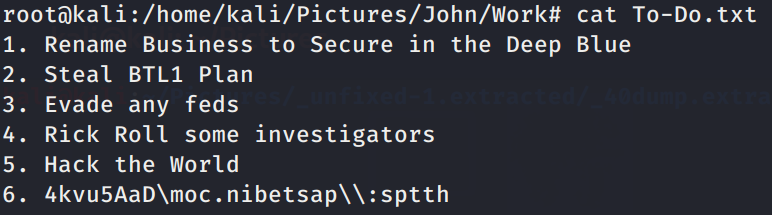 root@kali:/home/kali/Pictures/John/Work# cat To-Do.txt
1. Rename Business to Secure in the Deep Blue
2. Steal BTL1 Plan
3. Evade any feds
4. Rick Roll some investigators
5. Hack the World
6. 4kvu5AaD\moc.nibetsap\\:sptth